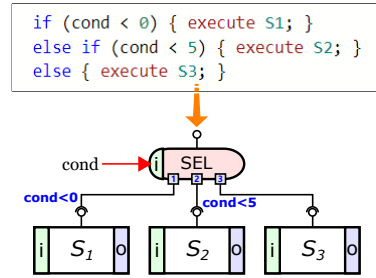 if (cond < 0) { execute S1; }
else if (cond < 5) { execute S2; }
else { execute S3; }
cond
i
SEL
1
2
3
cond<0
cond<5
i
S1
o
i
S2
o
i
S3
o